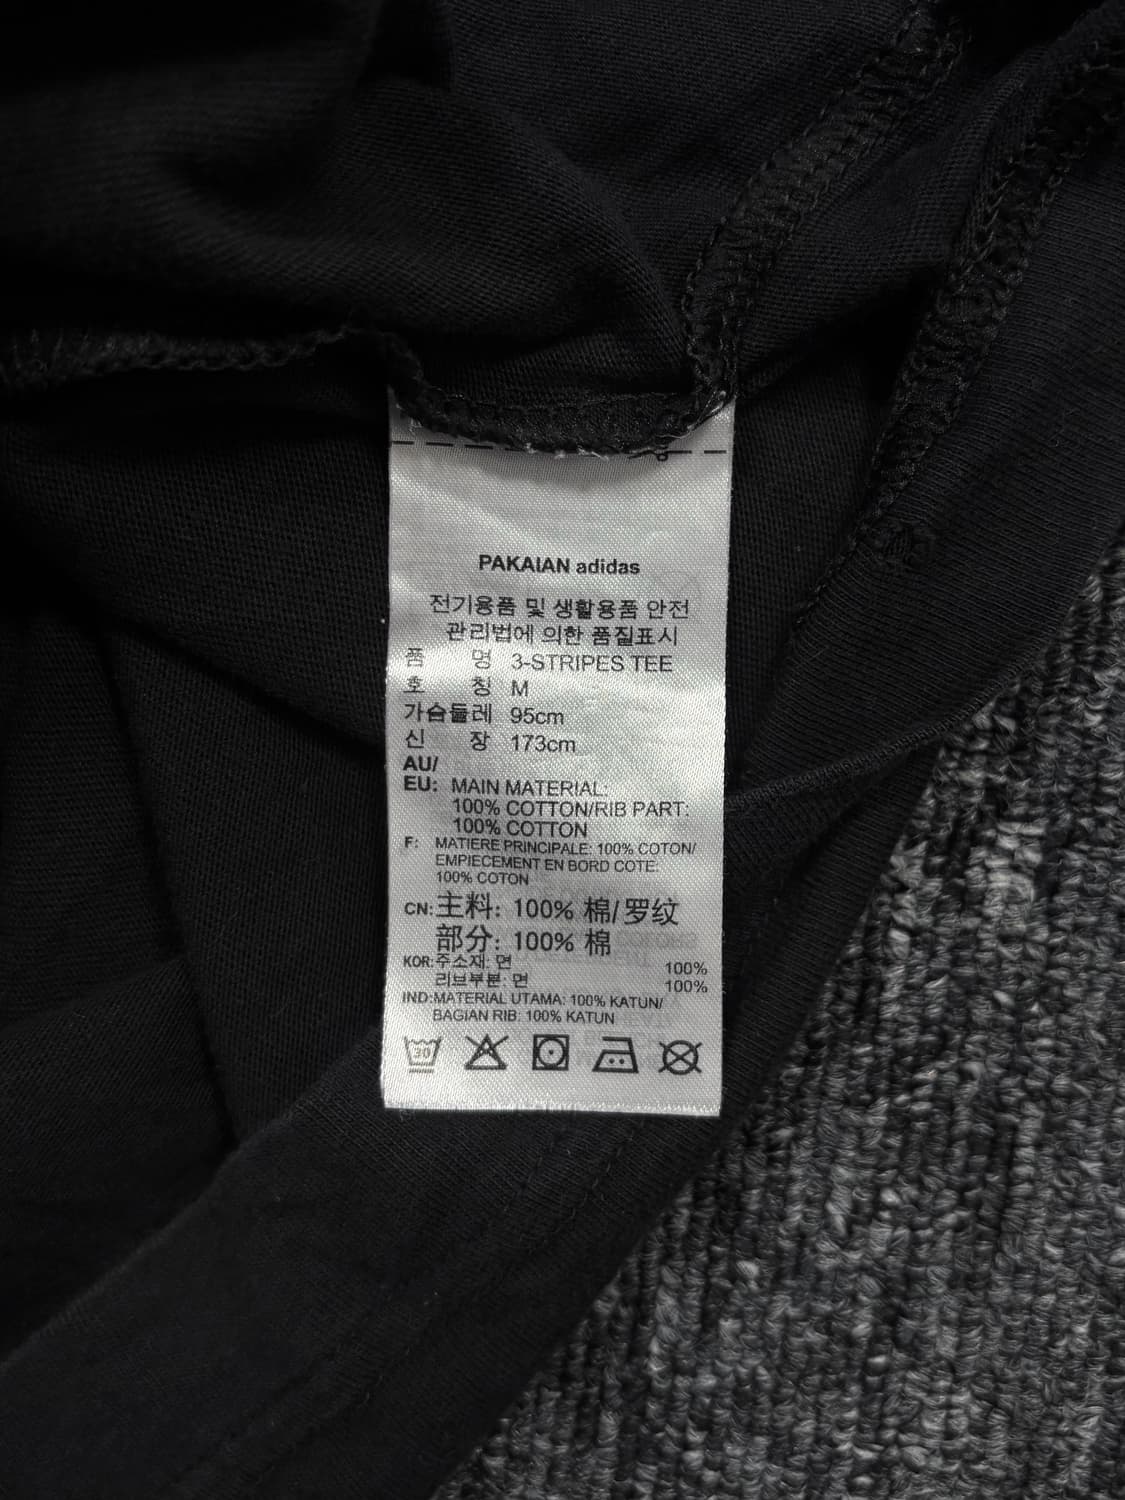 PAKAIAN adidas
전기용품 및 생활용품 안전
관리법에 의한 품질표시
품 명 3-STRIPES TEE
호 칭 M
가슴둘레 95cm
신 장 173cm
AU/
EU: MAIN MATERIAL:
100% COTTON/RIB PART:
100% COTTON
F: MATIERE PRINCIPALE: 100% COTON/
EMPIECEMENT EN BORD COTE:
100% COTON
CN: 主料: 100% 棉/罗纹
部分: 100% 棉
KOR: 주소재: 면 100%
리브부분: 면 100%
IND: MATERIAL UTAMA: 100% KATUN/
BAGIAN RIB: 100% KATUN
30